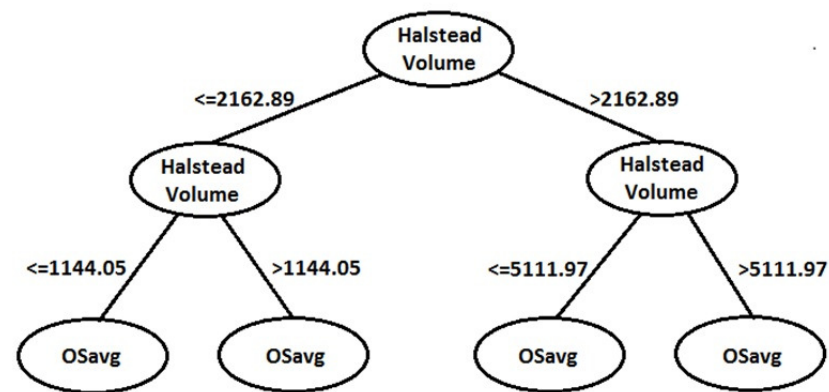 Halstead
Volume
<=2162.89
>2162.89
Halstead
Volume
Halstead
Volume
<=1144.05
>1144.05
<=5111.97
>5111.97
OSavg
OSavg
OSavg
OSavg